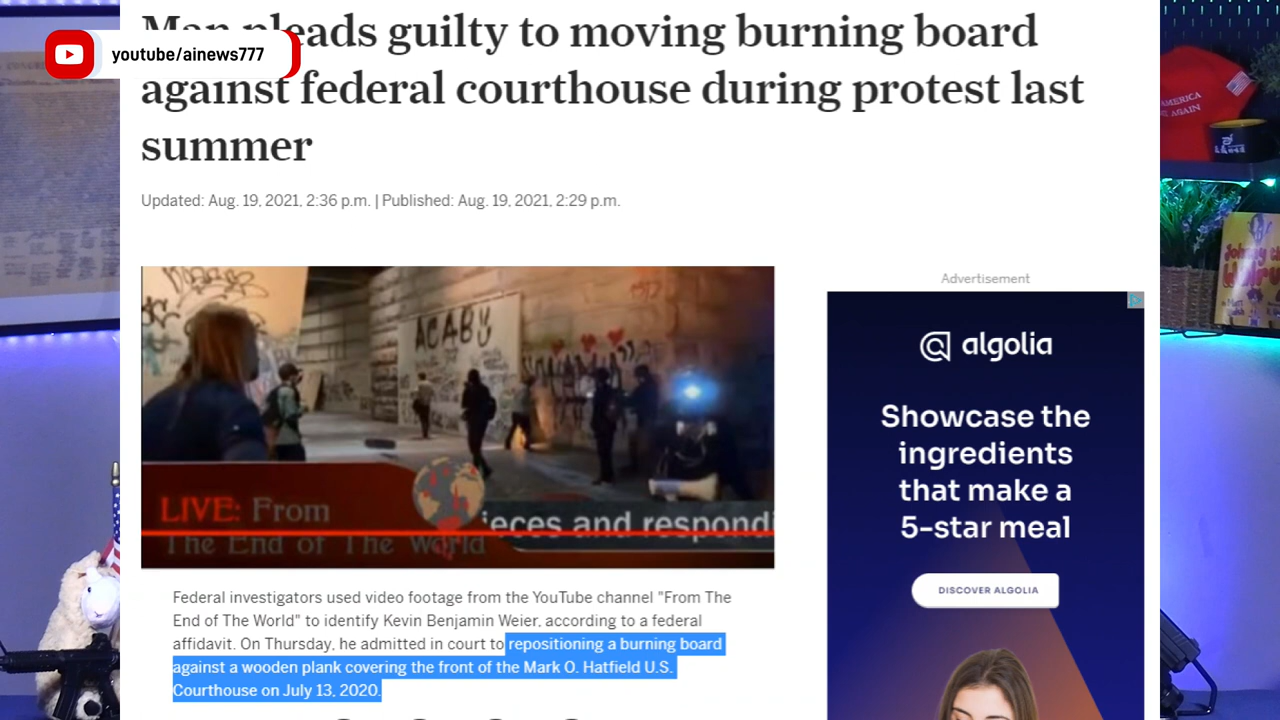 Man pleads guilty to moving burning board
youtube/ainews777
against federal courthouse during protest last
summer
Updated: Aug. 19, 2021, 2:36 p.m. | Published: Aug. 19, 2021, 2:29 p.m.
AMERICA
AGAIN
Advertisement
algolia
Showcase the
ingredients
that make a
5-star meal
DISCOVER ALGOLIA
ACAB
LIVE: From
The End of The World
ieces and respondi
Federal investigators used video footage from the YouTube channel "From The
End of The World" to identify Kevin Benjamin Weier, according to a federal
affidavit. On Thursday, he admitted in court to repositioning a burning board
against a wooden plank covering the front of the Mark O. Hatfield U.S.
Courthouse on July 13, 2020.